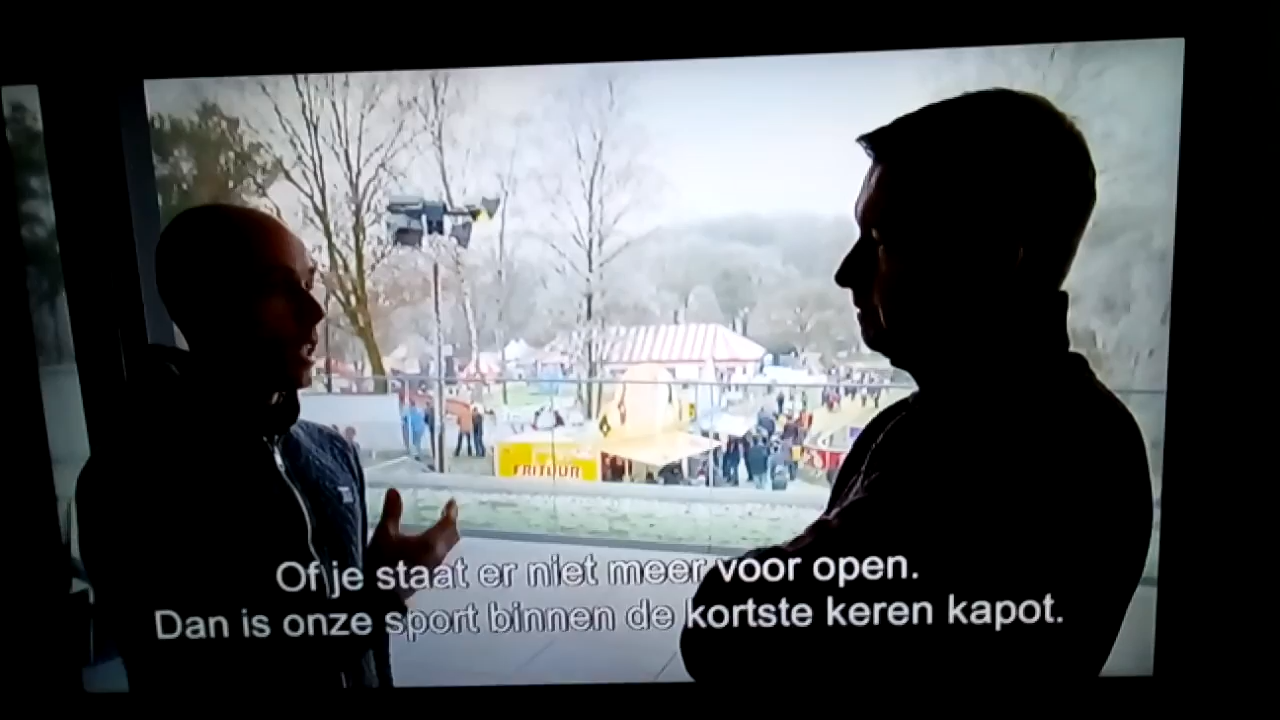 FRITUUR
Of je staat er niet meer voor open.
Dan is onze sport binnen de kortste keren kapot.